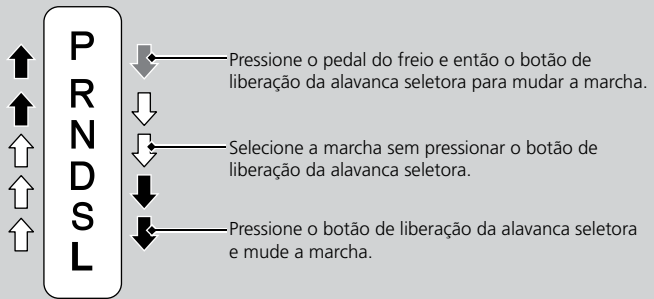 P
R
N
D
S
L
Pressione o pedal do freio e então o botão de
liberação da alavanca seletora para mudar a marcha.
Selecione a marcha sem pressionar o botão de
liberação da alavanca seletora.
Pressione o botão de liberação da alavanca seletora
e mude a marcha.